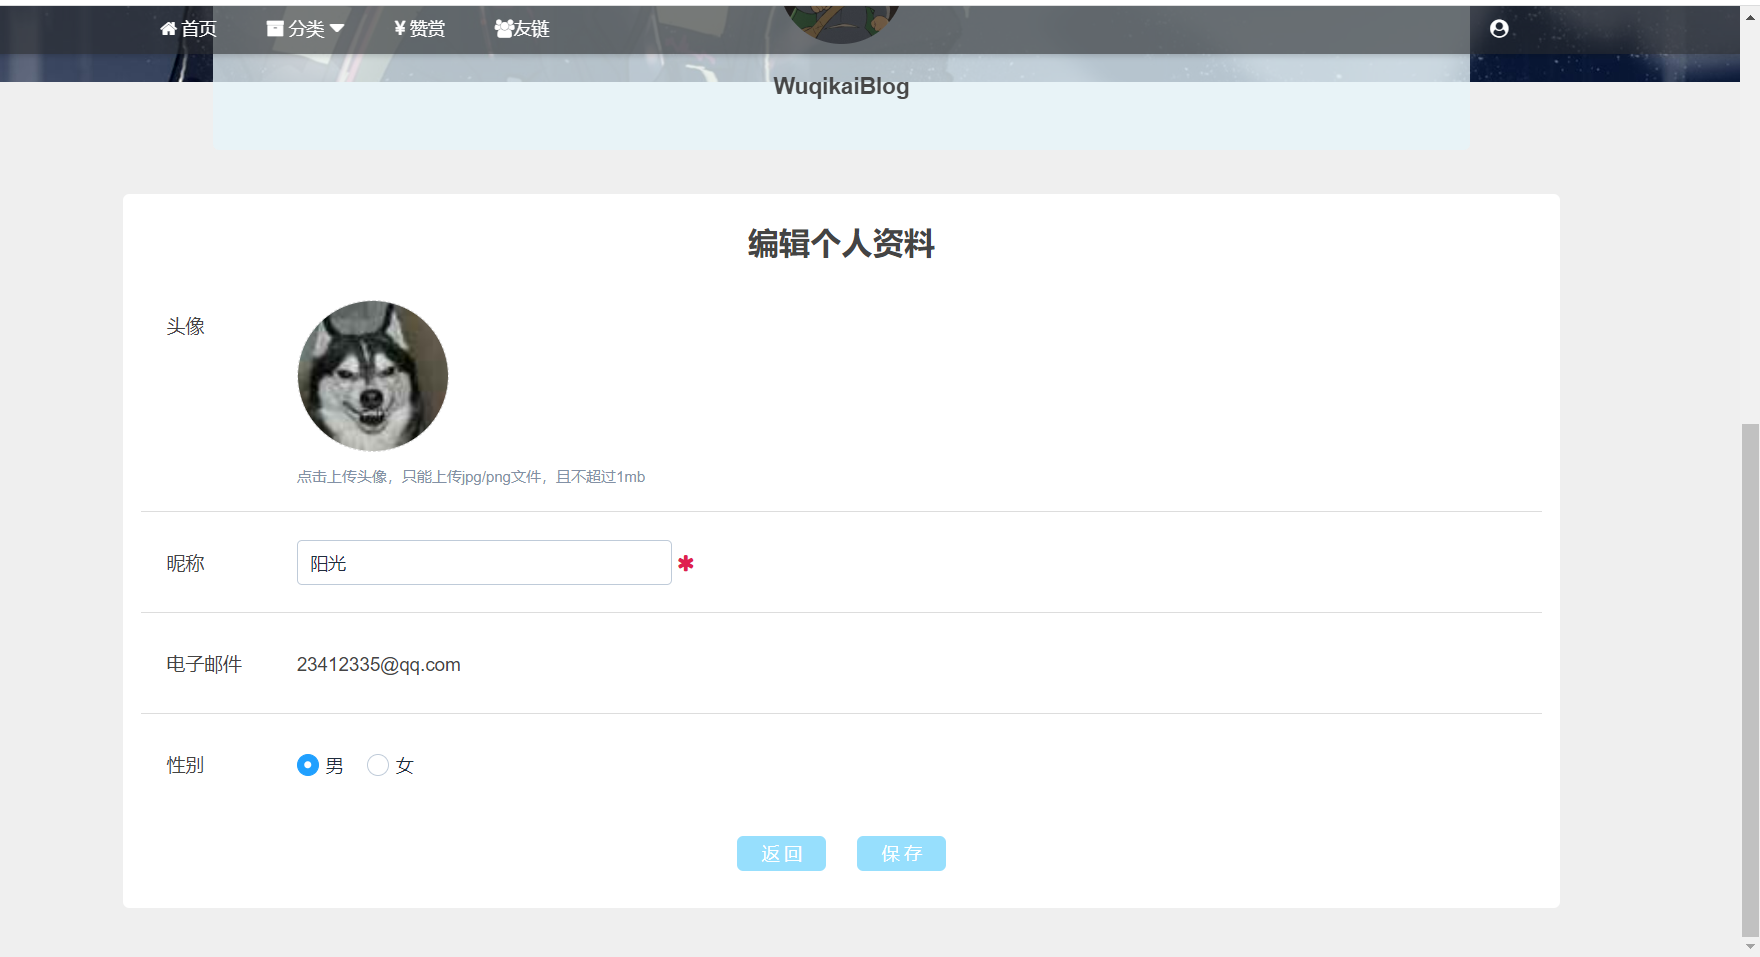 首页 分类 ¥ 赞赏 友链
WuqikaiBlog
编辑个人资料
头像
点击上传头像，只能上传jpg/png文件，且不超过1mb
昵称 阳光 *
电子邮件 23412335@qq.com
性别 男 女
返回 保存